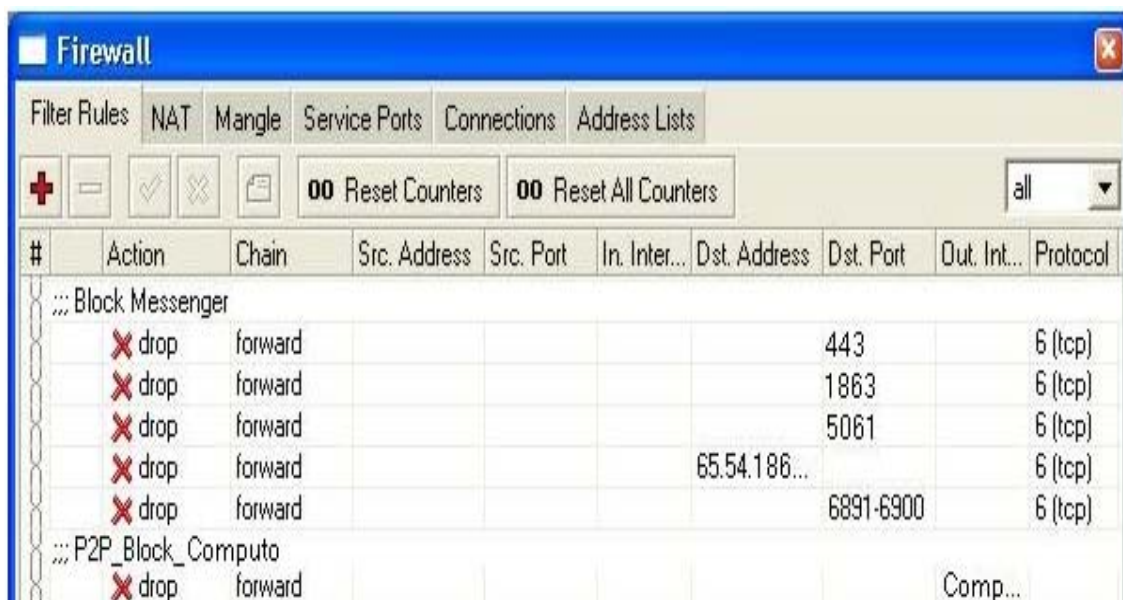 Firewall
Filter Rules NAT Mangle Service Ports Connections Address Lists
00 Reset Counters 00 Reset All Counters all
# Action Chain Src. Address Src. Port In. Inter... Dst. Address Dst. Port Out. Int... Protocol
;;; Block Messenger
drop forward 443 6 (tcp)
drop forward 1863 6 (tcp)
drop forward 5061 6 (tcp)
drop forward 65.54.186... 6 (tcp)
drop forward 6891-6900 6 (tcp)
;;; P2P_Block_Computo
drop forward Comp...